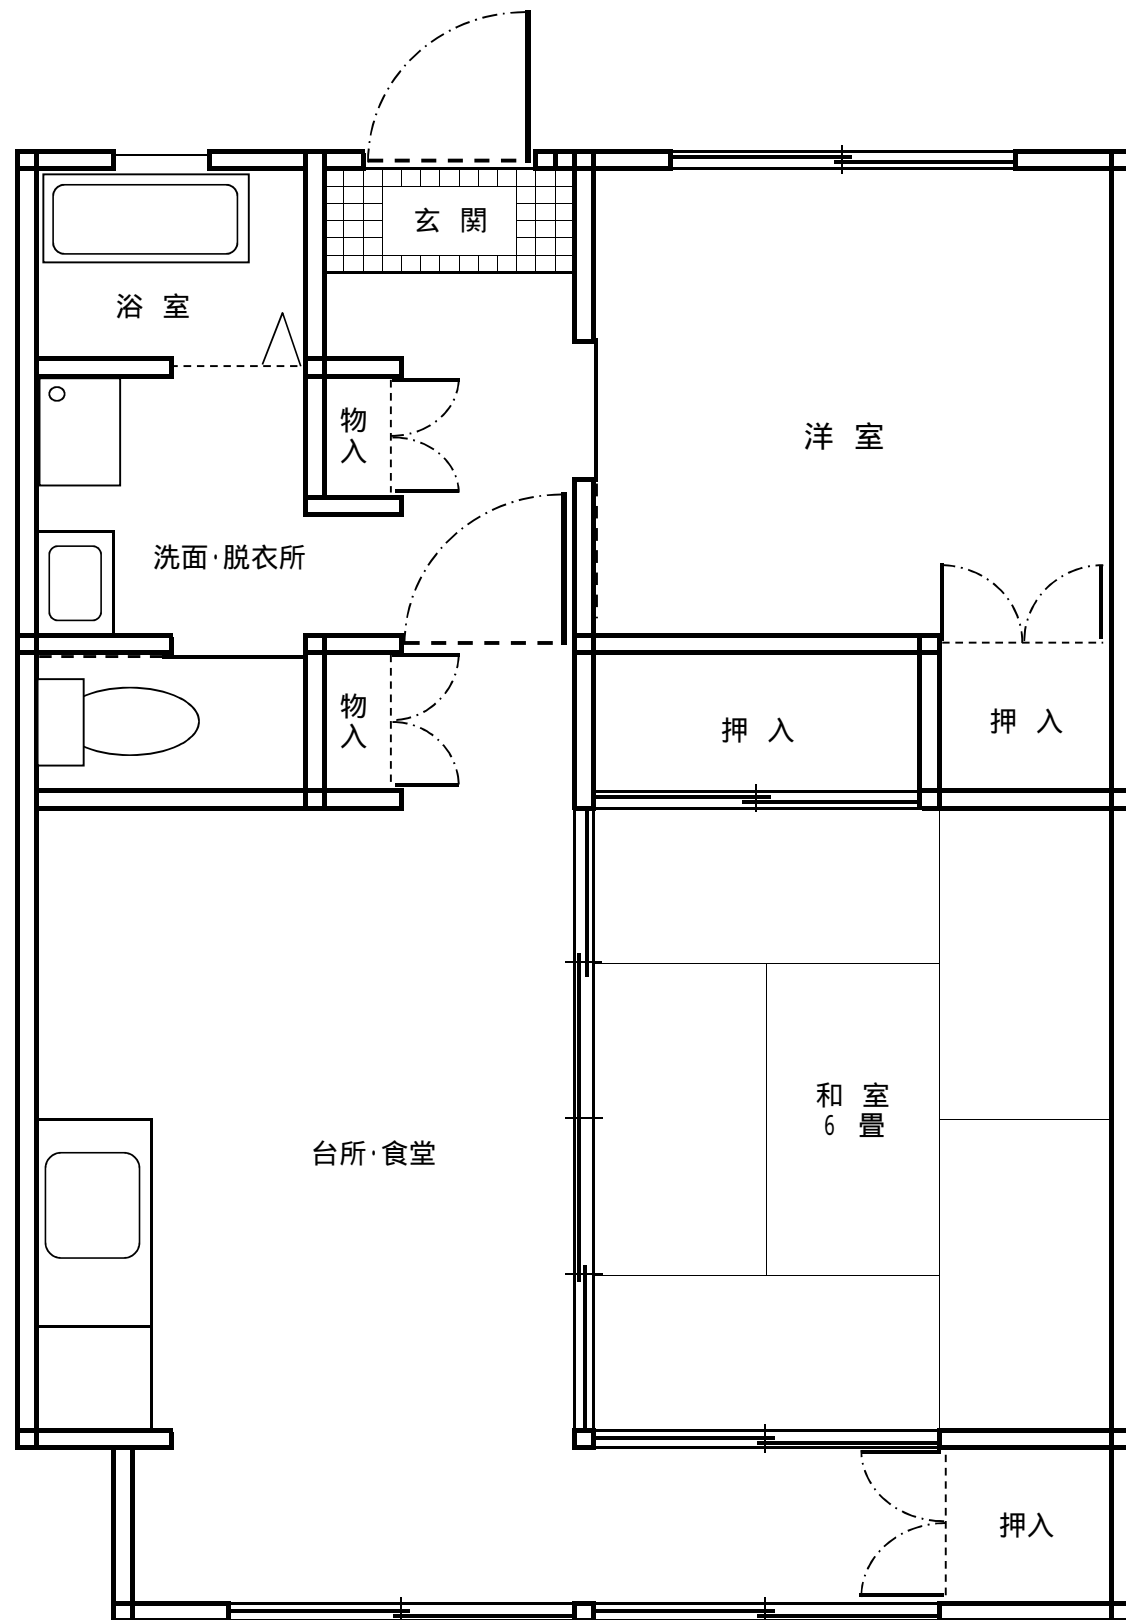 玄 関
浴 室
物
入
洋 室
洗面・脱衣所
物
入
押 入
押 入
和 室
6 畳
台所・食堂
押入